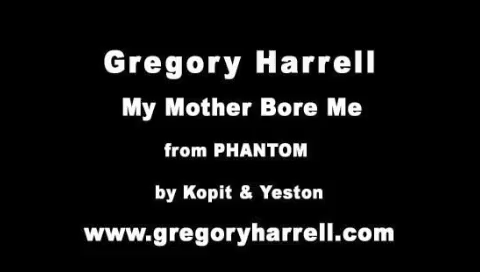 Gregory Harrell
My Mother Bore Me
from PHANTOM
by Kopit & Yeston
www.gregoryharrell.com